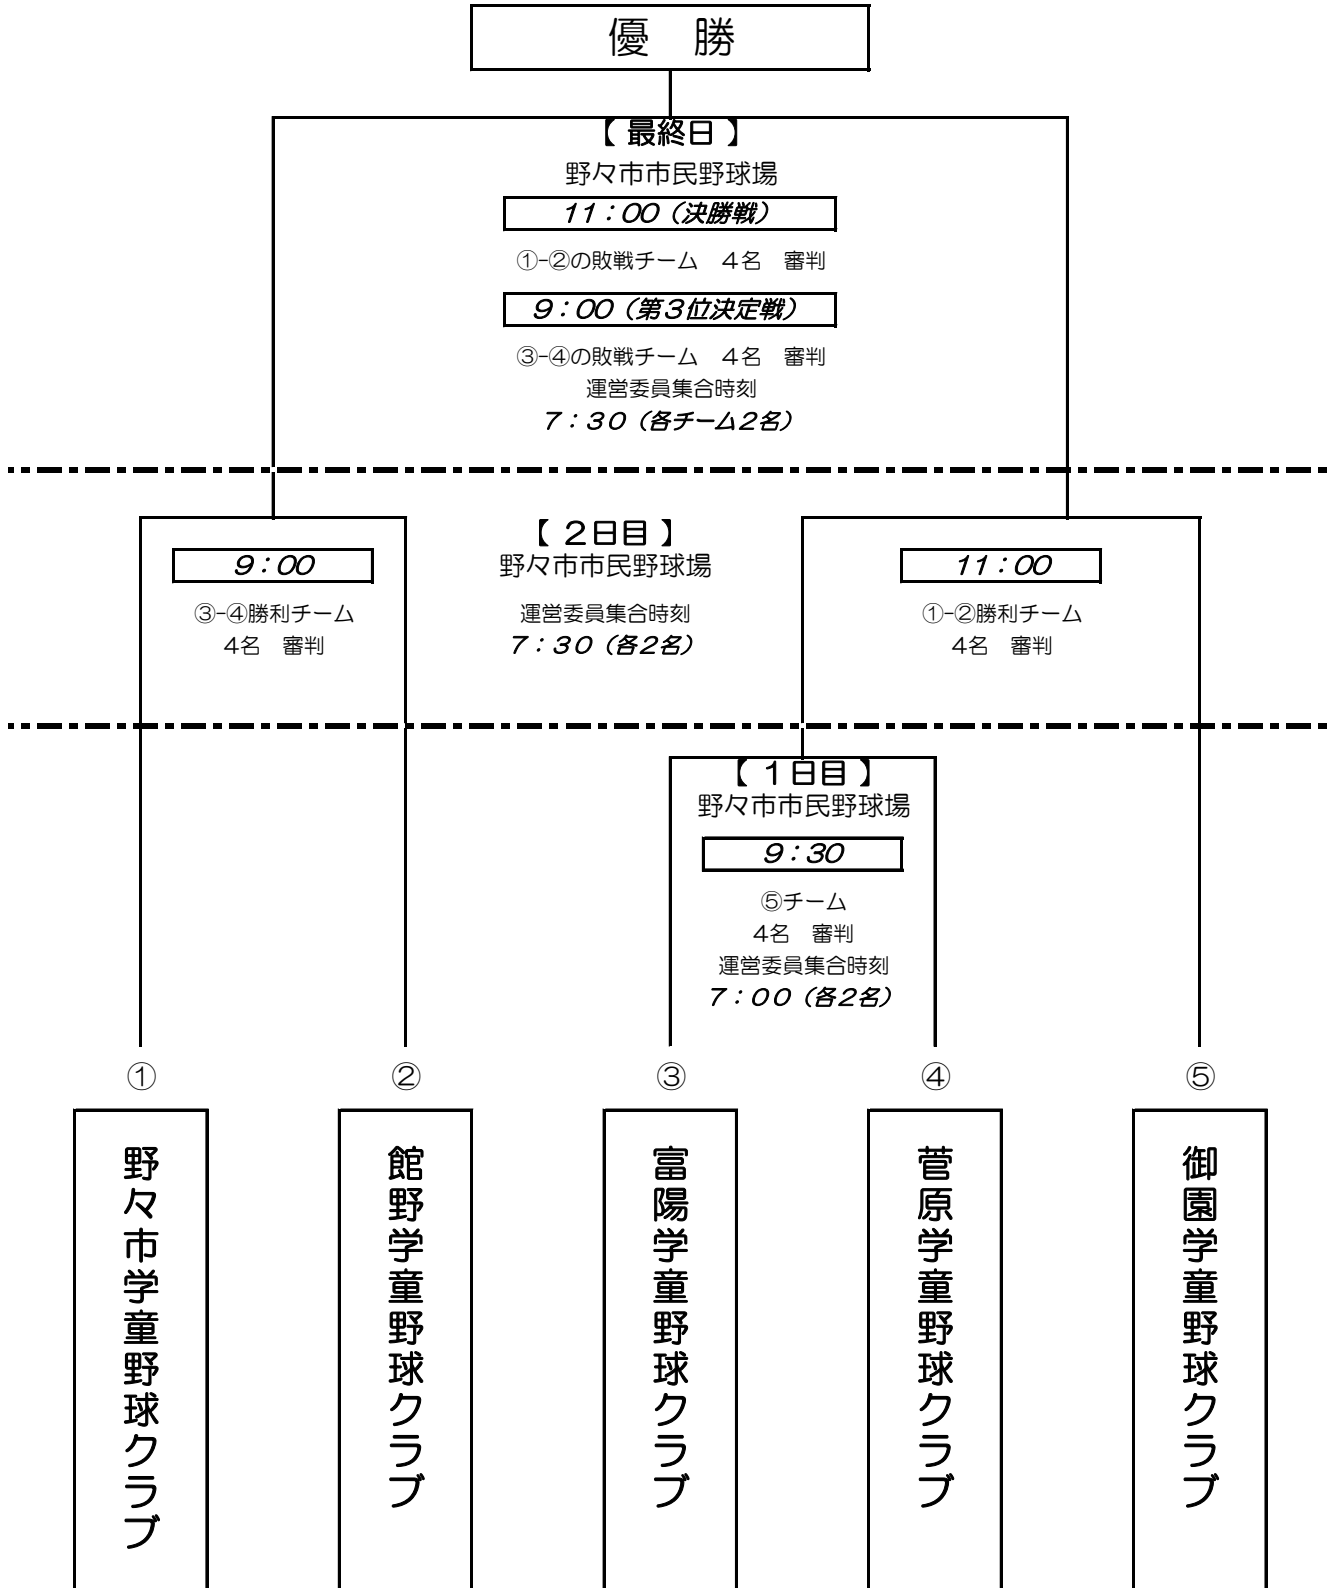 優　勝
【 最終日 】
野々市市民野球場
11：00（決勝戦）
①-②の敗戦チーム　4名　審判
9：00（第3位決定戦）
③-④の敗戦チーム　4名　審判
運営委員集合時刻
7：30（各チーム2名）
9：00
③-④勝利チーム
4名　審判
【 2日目 】
野々市市民野球場
運営委員集合時刻
7：30（各2名）
11：00
①-②勝利チーム
4名　審判
【 1日目 】
野々市市民野球場
9：30
⑤チーム
4名　審判
運営委員集合時刻
7：00（各2名）
①
②
③
④
⑤
野々市学童野球クラブ
館野学童野球クラブ
富陽学童野球クラブ
菅原学童野球クラブ
御園学童野球クラブ